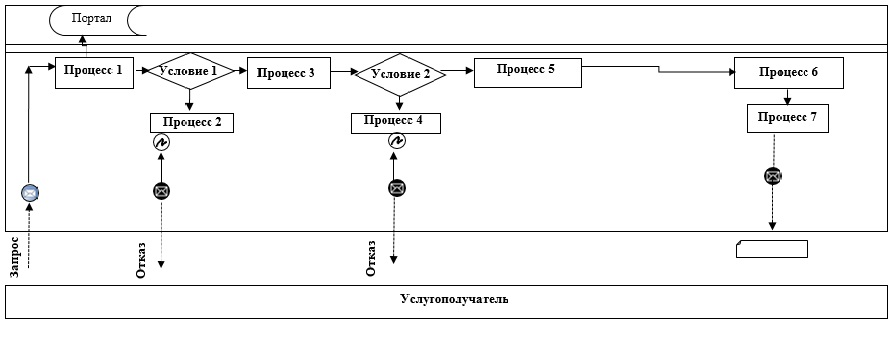 Портал
Процесс 1
Условие 1
Процесс 3
Условие 2
Процесс 5
Процесс 6
Процесс 2
Процесс 4
Процесс 7
Запрос
Отказ
Отказ
Услугополучатель